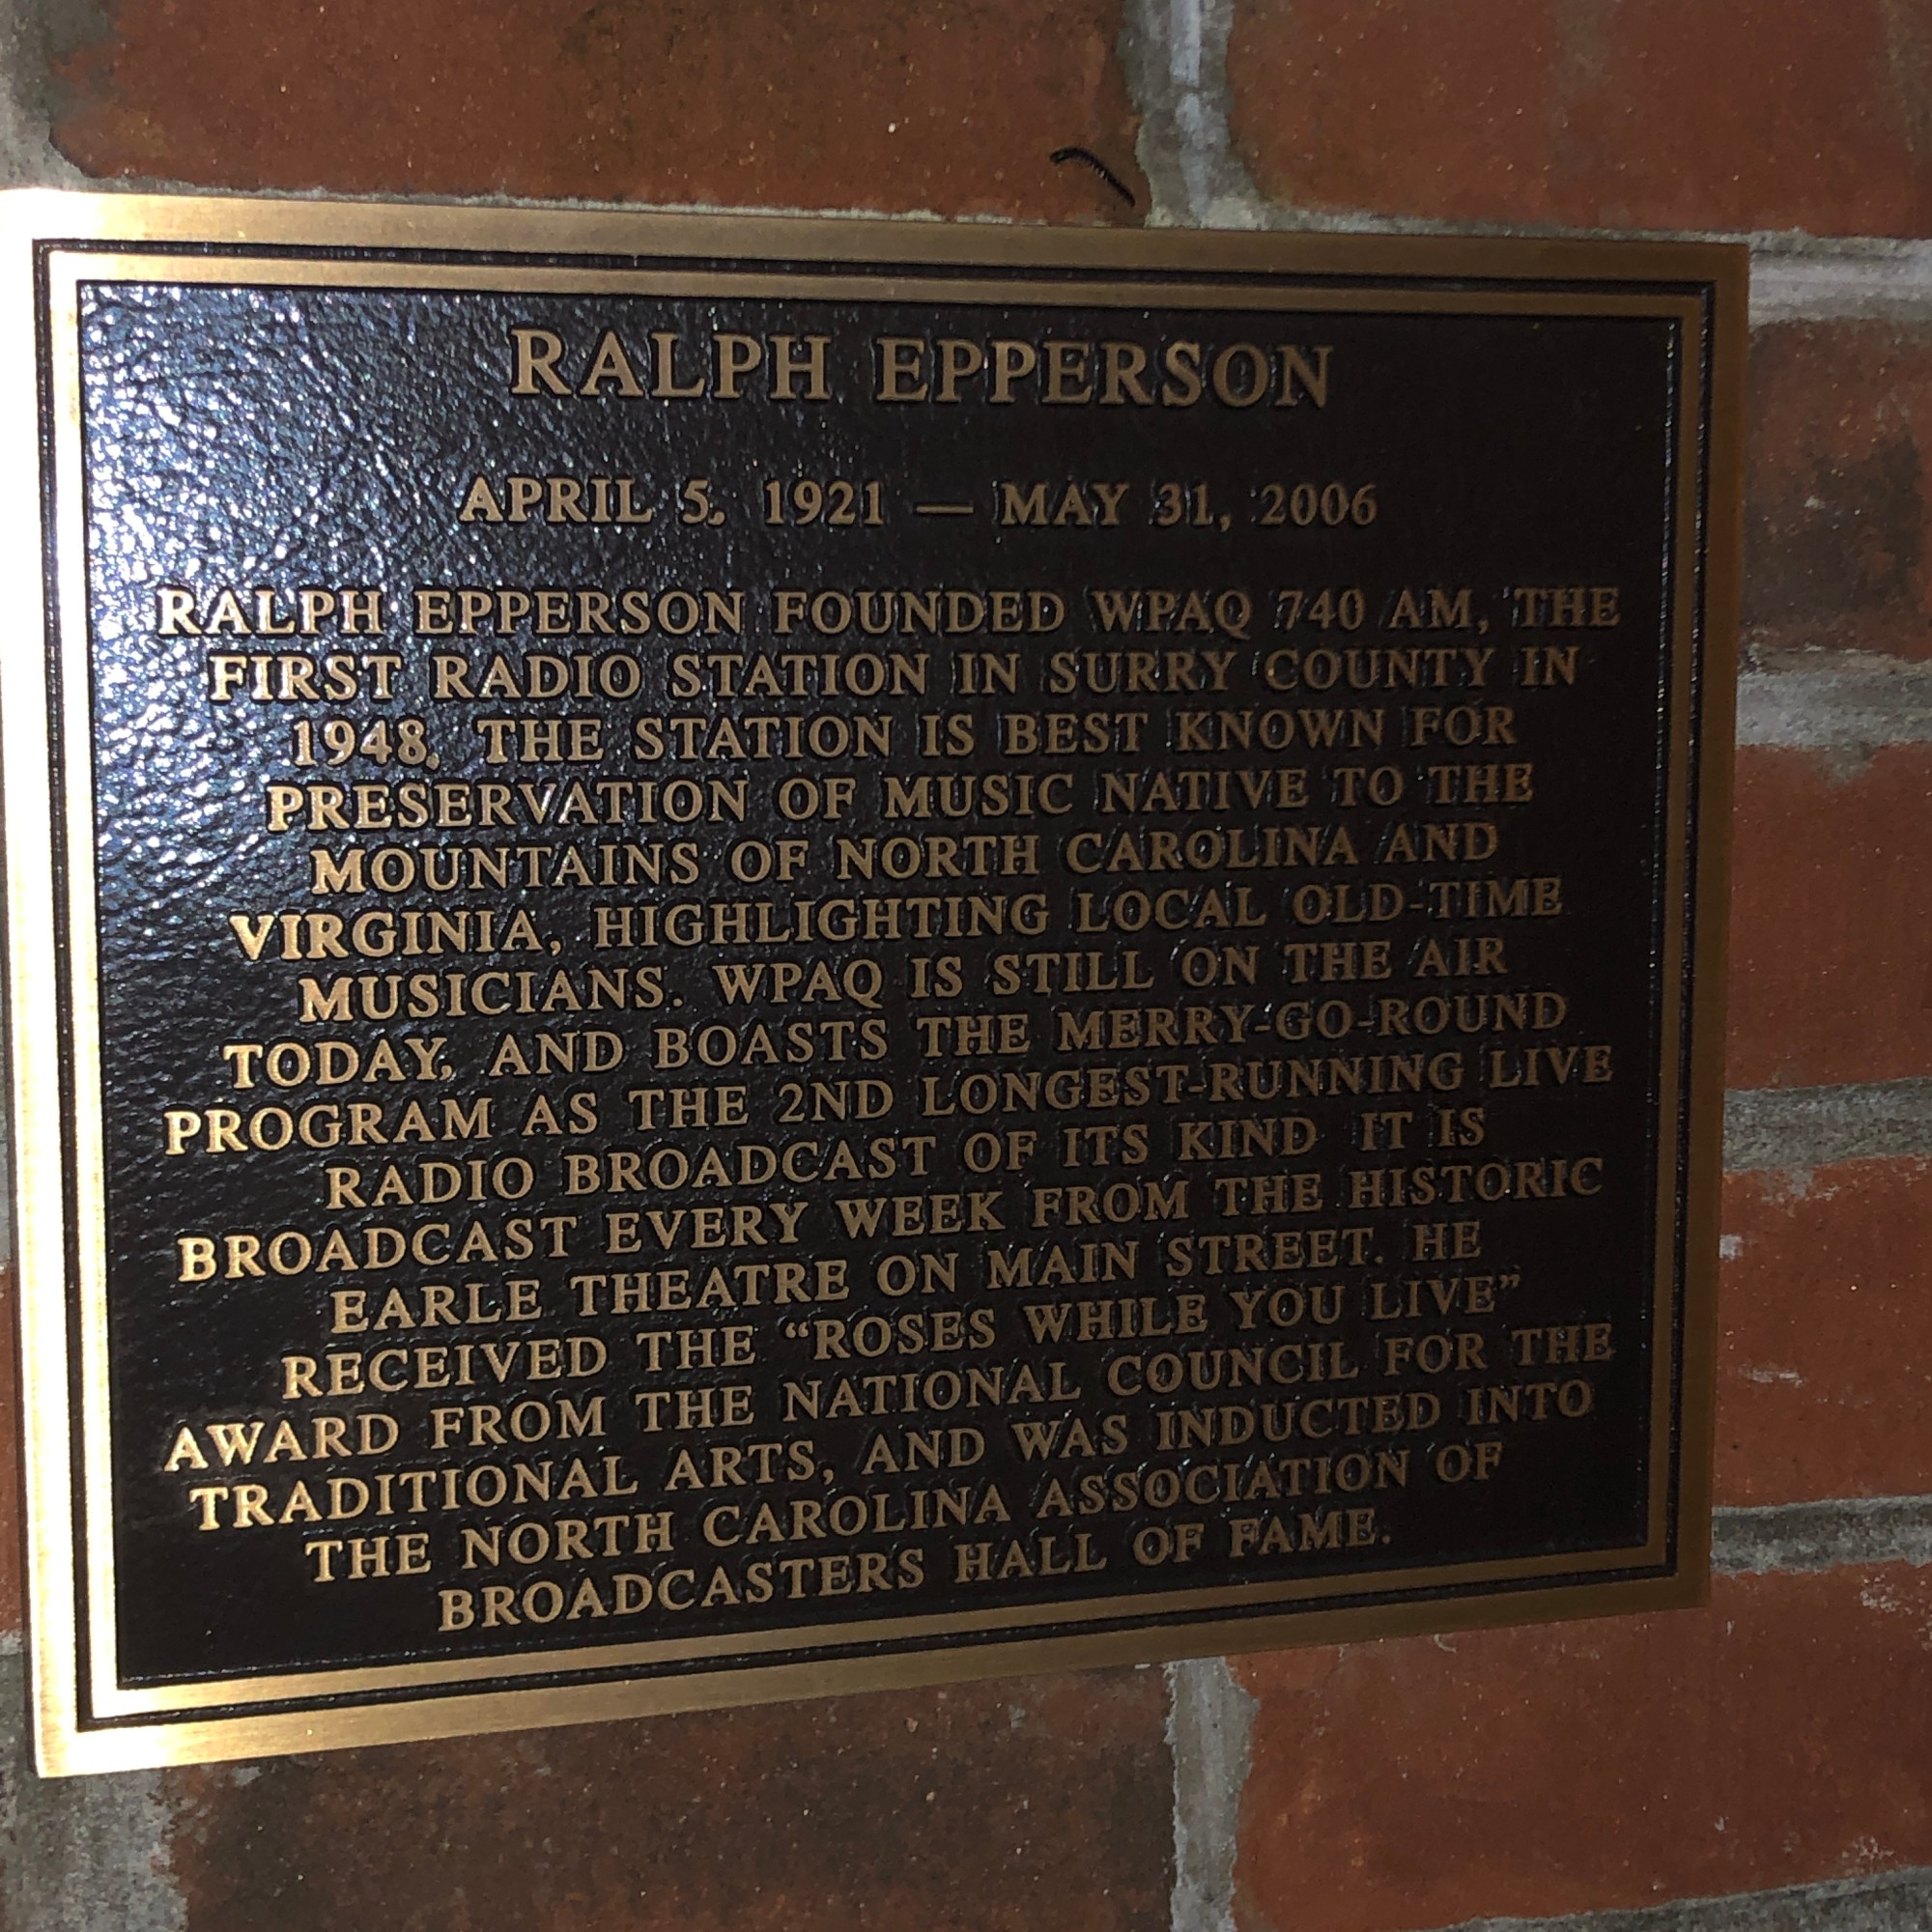 RALPH EPPERSON
APRIL 5, 1921 — MAY 31, 2006
RALPH EPPERSON FOUNDED WPAQ 740 AM, THE
FIRST RADIO STATION IN SURRY COUNTY IN
1948. THE STATION IS BEST KNOWN FOR
PRESERVATION OF MUSIC NATIVE TO THE
MOUNTAINS OF NORTH CAROLINA AND
VIRGINIA, HIGHLIGHTING LOCAL OLD-TIME
MUSICIANS. WPAQ IS STILL ON THE AIR
TODAY, AND BOASTS THE MERRY-GO-ROUND
PROGRAM AS THE 2ND LONGEST-RUNNING LIVE
RADIO BROADCAST OF ITS KIND IT IS
BROADCAST EVERY WEEK FROM THE HISTORIC
EARLE THEATRE ON MAIN STREET. HE
RECEIVED THE “ROSES WHILE YOU LIVE”
AWARD FROM THE NATIONAL COUNCIL FOR THE
TRADITIONAL ARTS, AND WAS INDUCTED INTO
THE NORTH CAROLINA ASSOCIATION OF
BROADCASTERS HALL OF FAME.